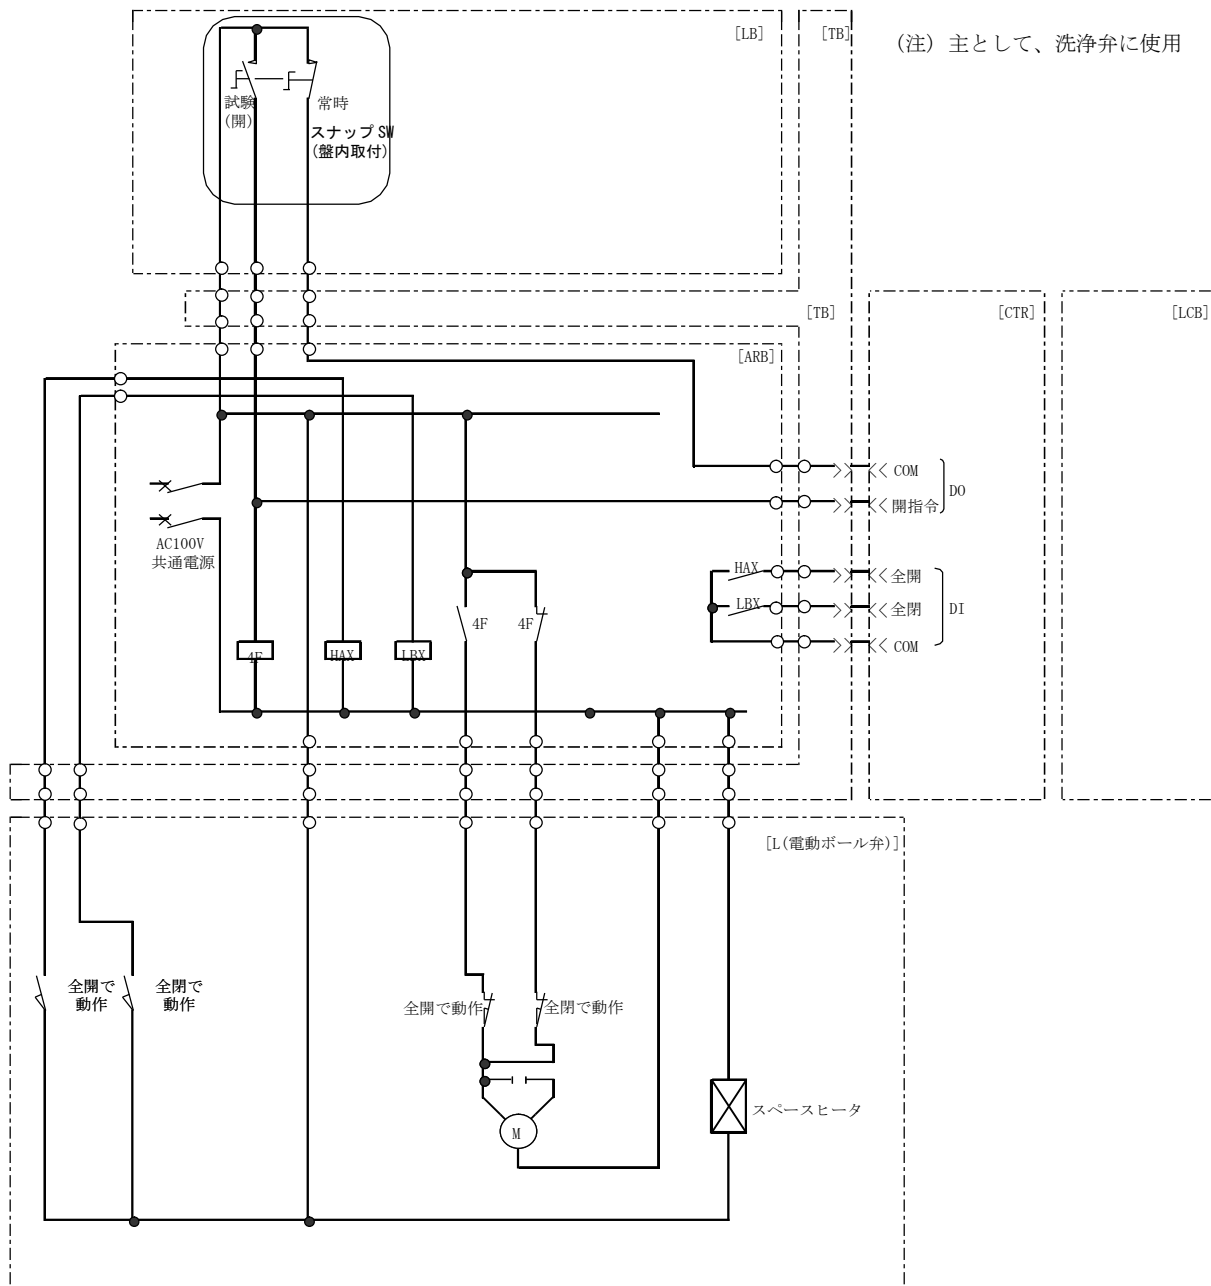 [LB]
[TB]
(注) 主として、洗浄弁に使用
試験
(開)
常時
スナップSW
(盤内取付)
[TB]
[CTR]
[LCB]
[ARB]
COM
DO
開指令
AC100V
共通電源
HAX
全開
LBX
全閉
DI
COM
4F
4F
4F
HAX
LBX
[L(電動ボール弁)]
全開で
動作
全閉で
動作
全開で動作
全閉で動作
M
スペースヒータ